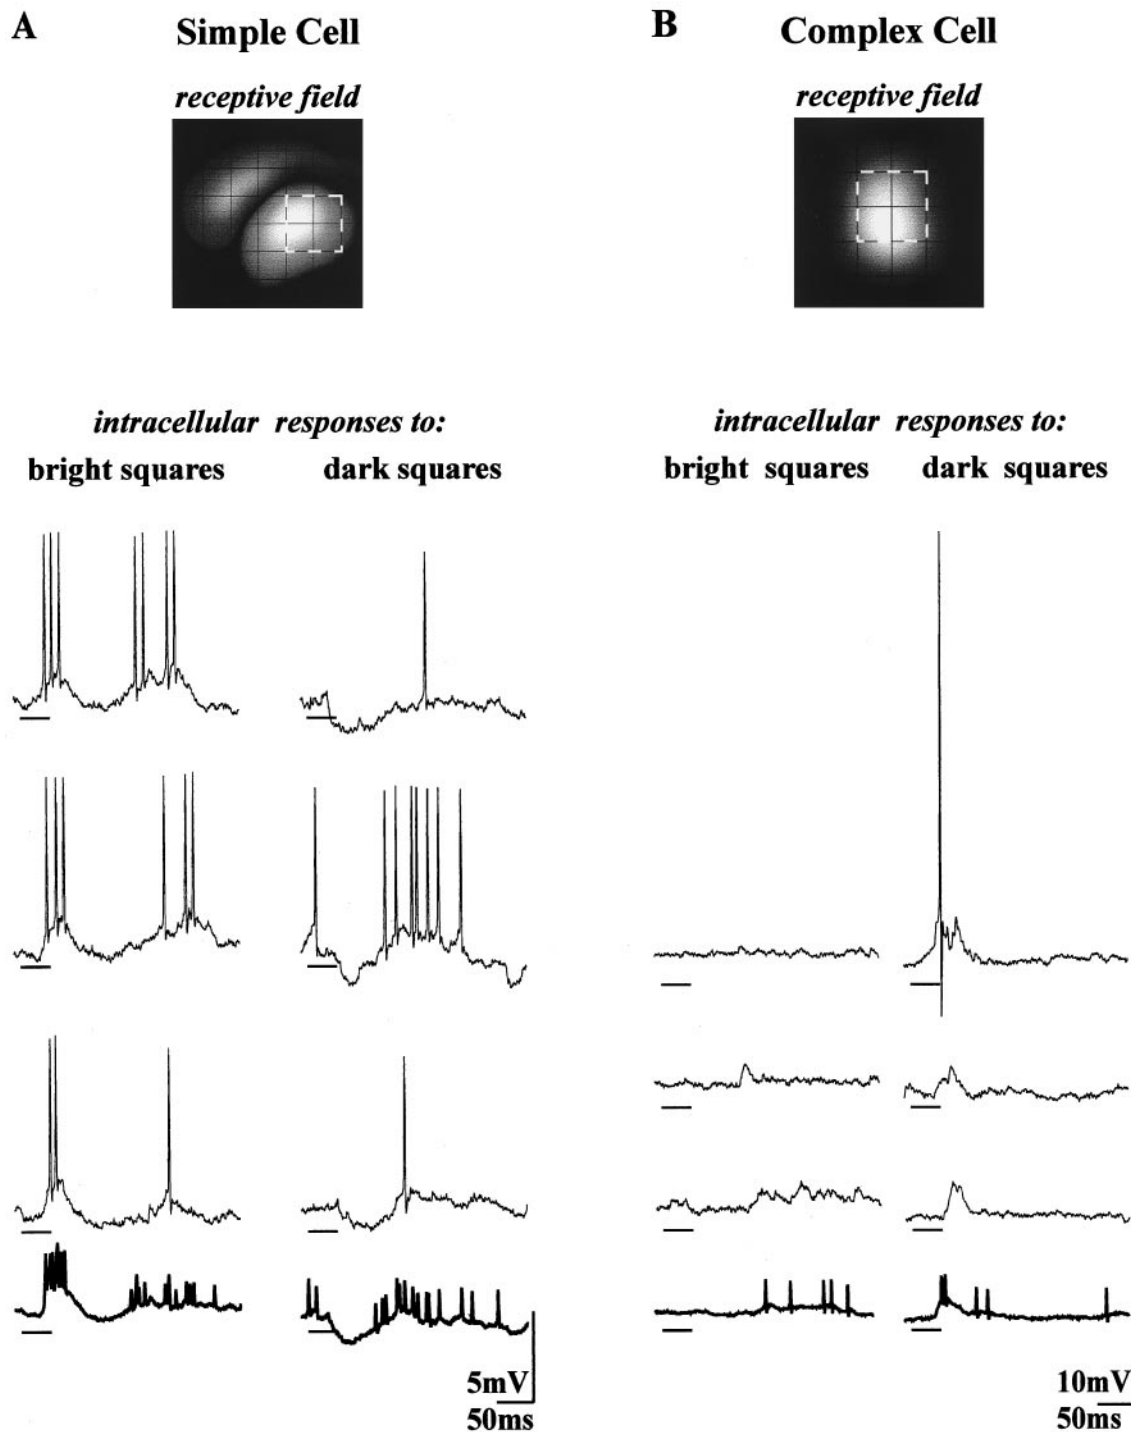 A
Simple Cell
receptive field
intracellular responses to:
bright squares
dark squares
5mV
50ms
B
Complex Cell
receptive field
intracellular responses to:
bright squares
dark squares
10mV
50ms